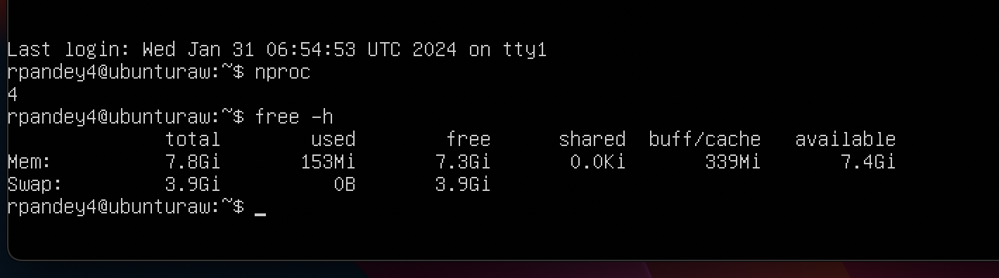 Last login: Wed Jan 31 06:54:53 UTC 2024 on tty1
rpandey4@ubunturaw:~$ nproc
4
rpandey4@ubunturaw:~$ free -h
              total        used        free      shared  buff/cache   available
Mem:          7.8Gi       153Mi       7.3Gi       0.0Ki       339Mi       7.4Gi
Swap:         3.9Gi          0B       3.9Gi
rpandey4@ubunturaw:~$ _